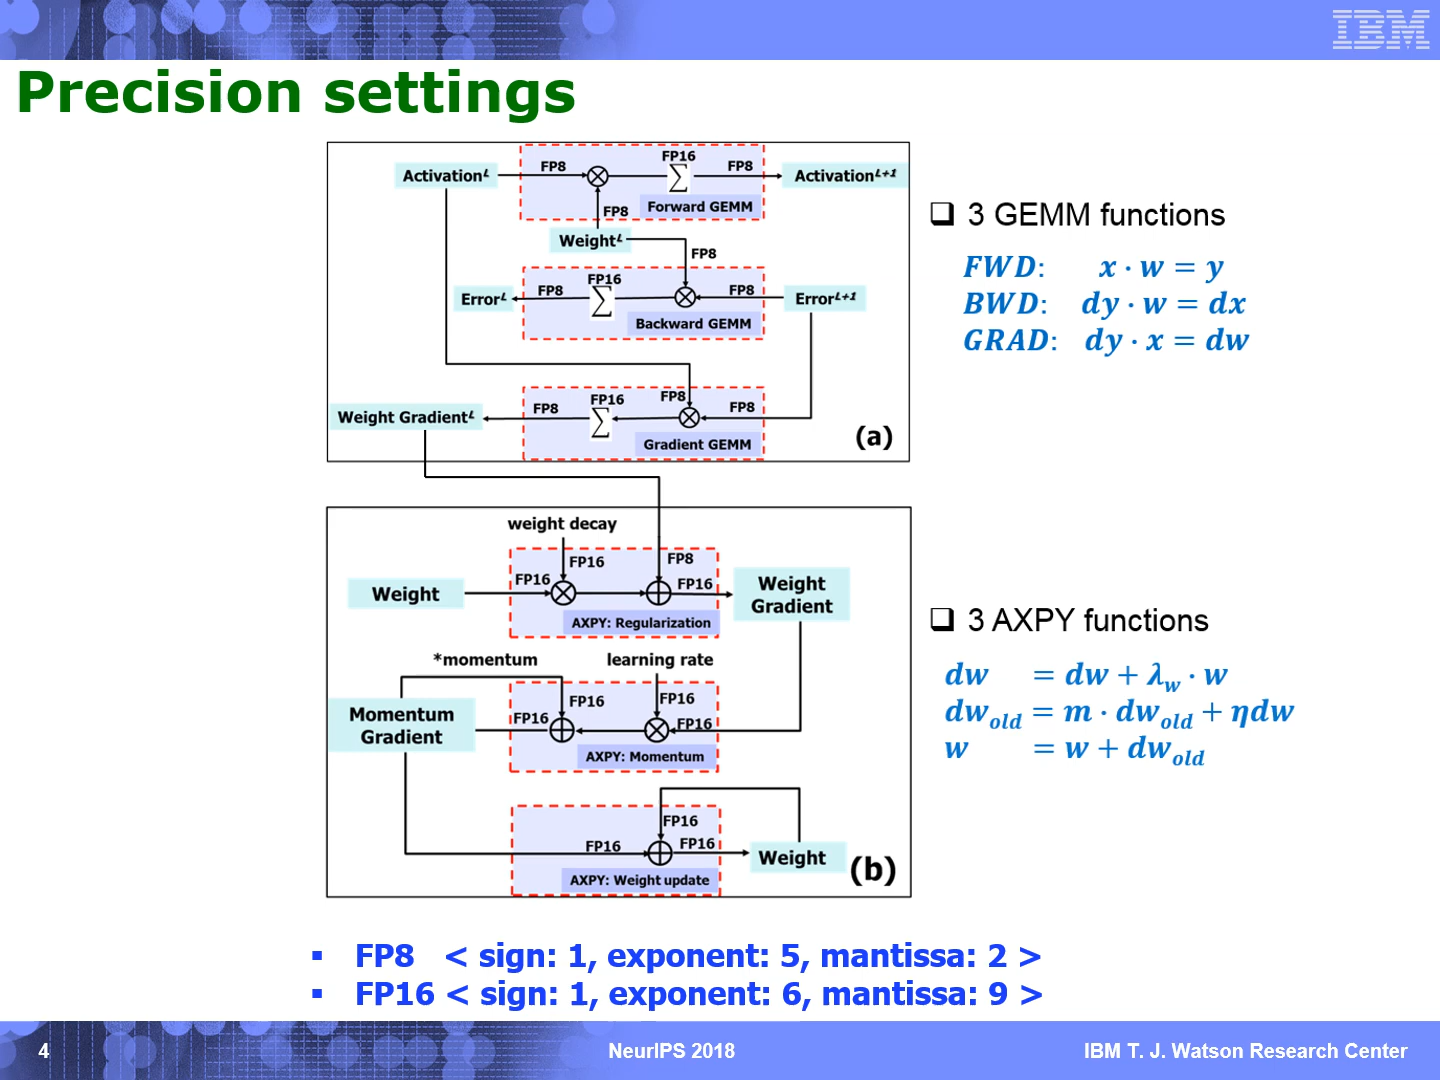 IBM
Precision settings
FP16
FP8
FP8
Activation^L
Activation^L+1
FP8
Forward GEMM
Weight^L
FP8
FP16
FP8
FP8
Error^L
Error^L+1
Backward GEMM
FP16
FP8
FP8
FP8
Weight Gradient^L
Gradient GEMM
(a)
❑ 3 GEMM functions
FWD: x · w = y
BWD: dy · w = dx
GRAD: dy · x = dw
weight decay
FP16
FP8
FP16
FP16
Weight
Weight
Gradient
AXPY: Regularization
*momentum
learning rate
FP16
FP16
FP16
FP16
Momentum
Gradient
AXPY: Momentum
FP16
FP16
FP16
Weight
AXPY: Weight update
(b)
❑ 3 AXPY functions
dw = dw + λ_w · w
dw_old = m · dw_old + ηdw
w = w + dw_old
▪ FP8 < sign: 1, exponent: 5, mantissa: 2 >
▪ FP16 < sign: 1, exponent: 6, mantissa: 9 >
4
NeurIPS 2018
IBM T. J. Watson Research Center